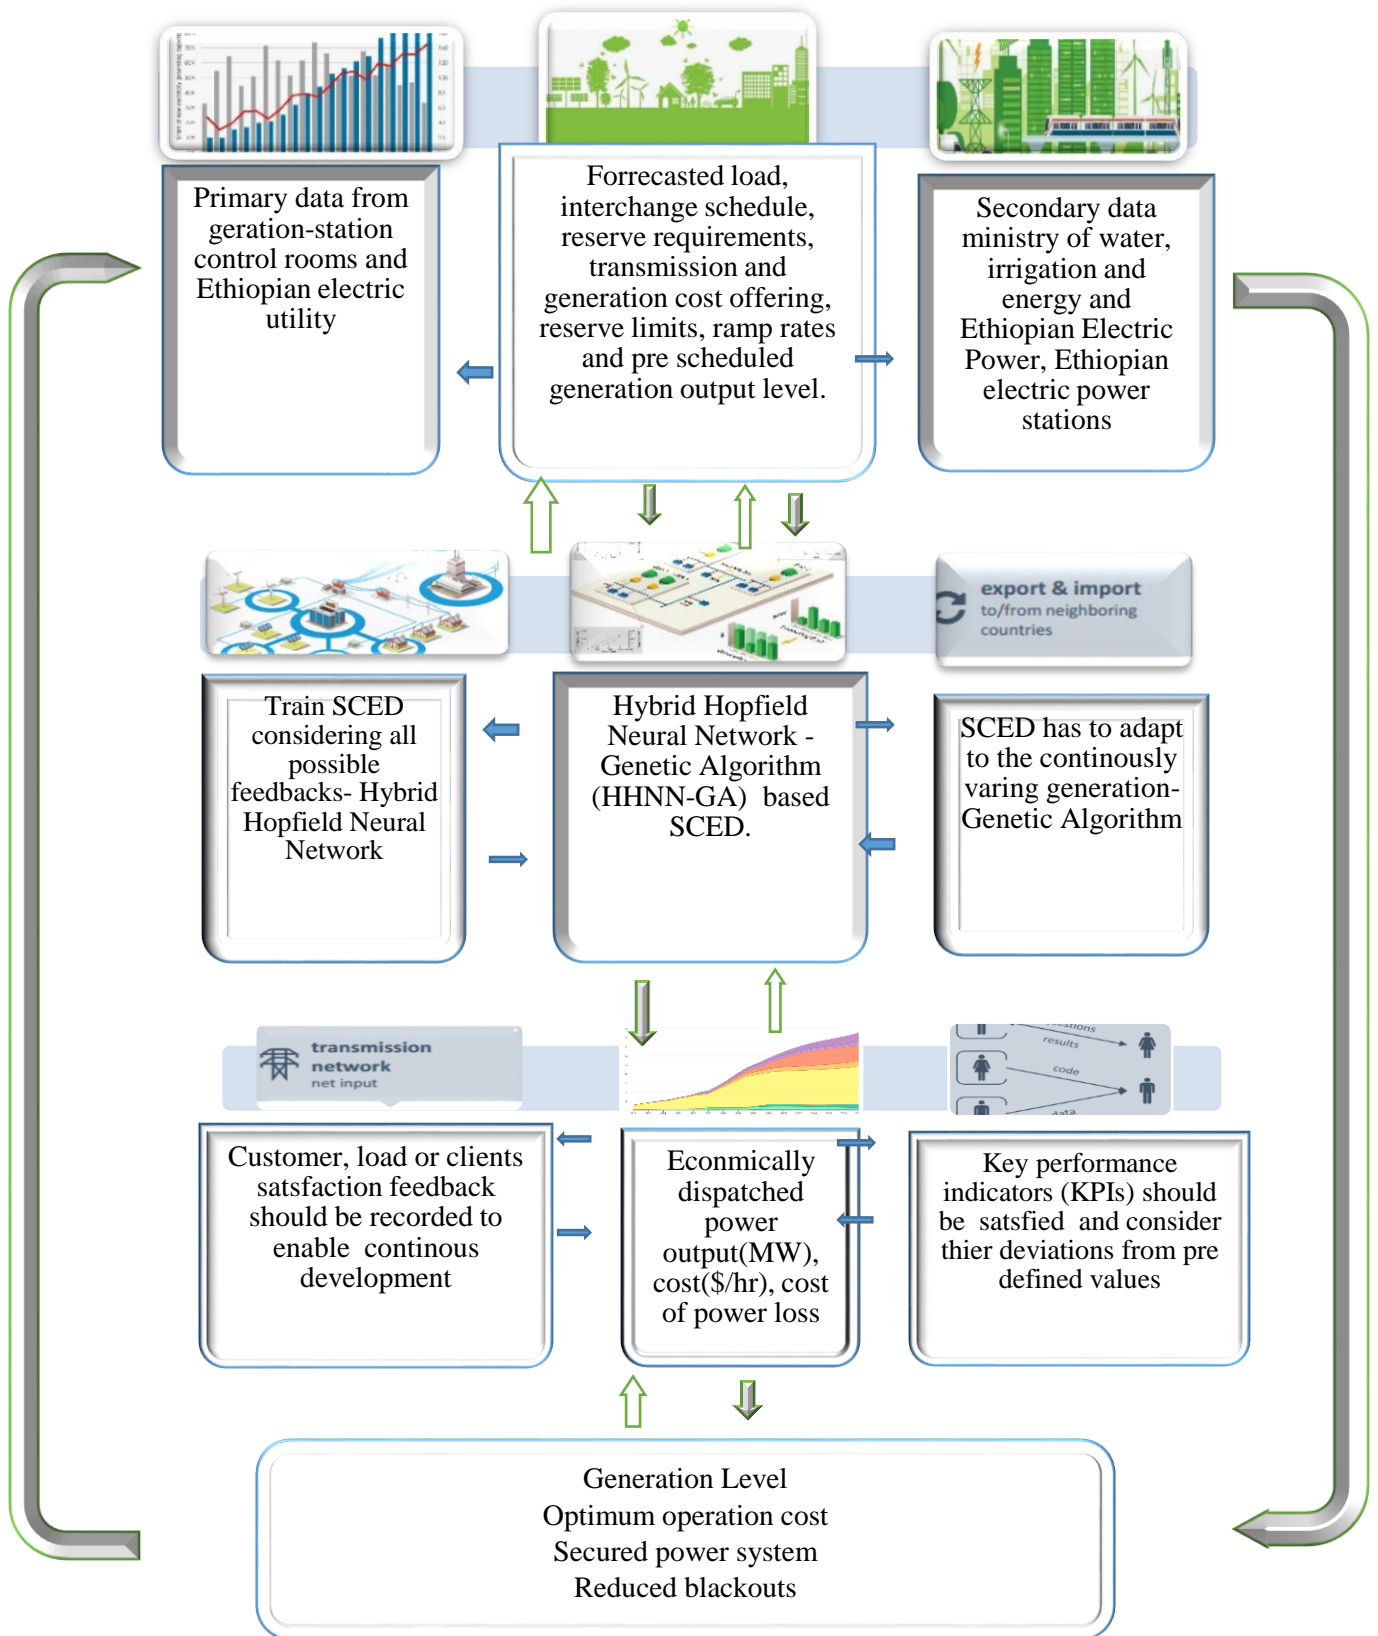 Primary data from
geration-station
control rooms and
Ethiopian electric
utility
Forrecasted load,
interchange schedule,
reserve requirements,
transmission and
generation cost offering,
reserve limits, ramp rates
and pre scheduled
generation output level.
Secondary data
ministry of water,
irrigation and
energy and
Ethiopian Electric
Power, Ethiopian
electric power
stations
export & import
to/from neighboring
countries
Train SCED
considering all
possible
feedbacks- Hybrid
Hopfield Neural
Network
Hybrid Hopfield
Neural Network -
Genetic Algorithm
(HHNN-GA) based
SCED.
SCED has to adapt
to the continously
varing generation-
Genetic Algorithm
transmission
network
net input
results
code
data
Customer, load or clients
satsfaction feedback
should be recorded to
enable continous
development
Econmically
dispatched
power
output(MW),
cost($/hr), cost
of power loss
Key performance
indicators (KPIs) should
be satsfied and consider
thier deviations from pre
defined values
Generation Level
Optimum operation cost
Secured power system
Reduced blackouts